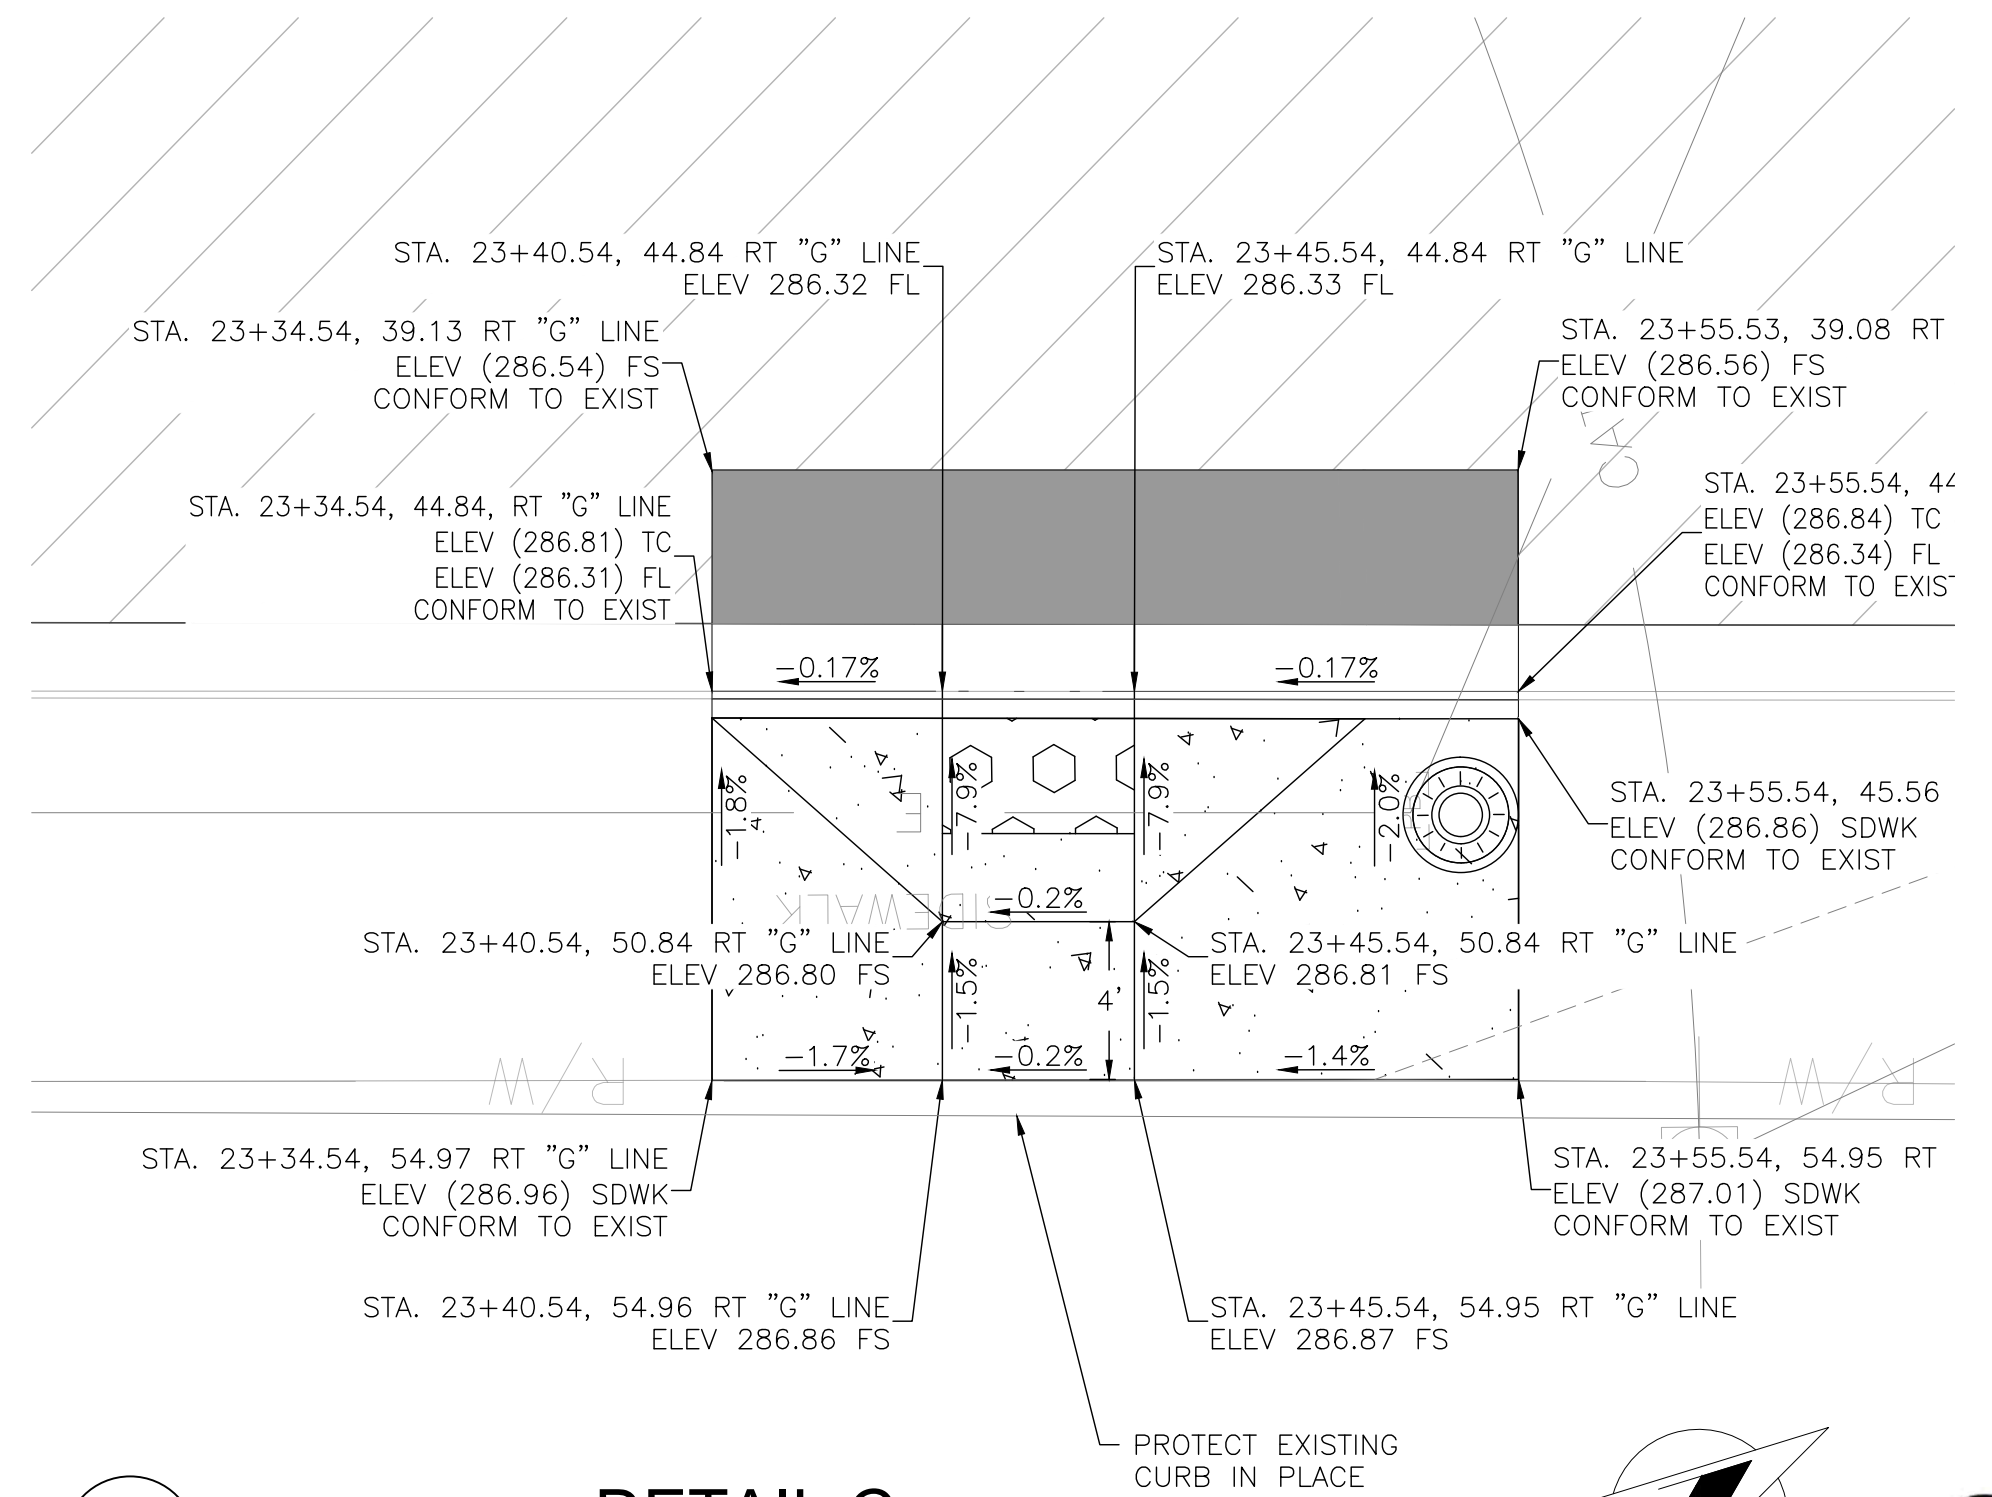 STA. 23+40.54, 44.84 RT "G" LINE
ELEV 286.32 FL
STA. 23+45.54, 44.84 RT "G" LINE
ELEV 286.33 FL
STA. 23+34.54, 39.13 RT "G" LINE
ELEV (286.54) FS
CONFORM TO EXIST
STA. 23+55.53, 39.08 RT
ELEV (286.56) FS
CONFORM TO EXIST
STA. 23+34.54, 44.84, RT "G" LINE
ELEV (286.81) TC
ELEV (286.31) FL
CONFORM TO EXIST
STA. 23+55.54, 44
ELEV (286.84) TC
ELEV (286.34) FL
CONFORM TO EXIST
-0.17%
-0.17%
-1.8%
-7.9%
-7.9%
-2.0%
E
STA. 23+55.54, 45.56
ELEV (286.86) SDWK
CONFORM TO EXIST
SIDEWALK
-0.2%
STA. 23+40.54, 50.84 RT "G" LINE
ELEV 286.80 FS
STA. 23+45.54, 50.84 RT "G" LINE
ELEV 286.81 FS
-1.5%
4'
-1.5%
-1.7%
-0.2%
-1.4%
R/W
R/W
STA. 23+34.54, 54.97 RT "G" LINE
ELEV (286.96) SDWK
CONFORM TO EXIST
STA. 23+55.54, 54.95 RT
ELEV (287.01) SDWK
CONFORM TO EXIST
STA. 23+40.54, 54.96 RT "G" LINE
ELEV 286.86 FS
STA. 23+45.54, 54.95 RT "G" LINE
ELEV 286.87 FS
PROTECT EXISTING
CURB IN PLACE
DETAIL